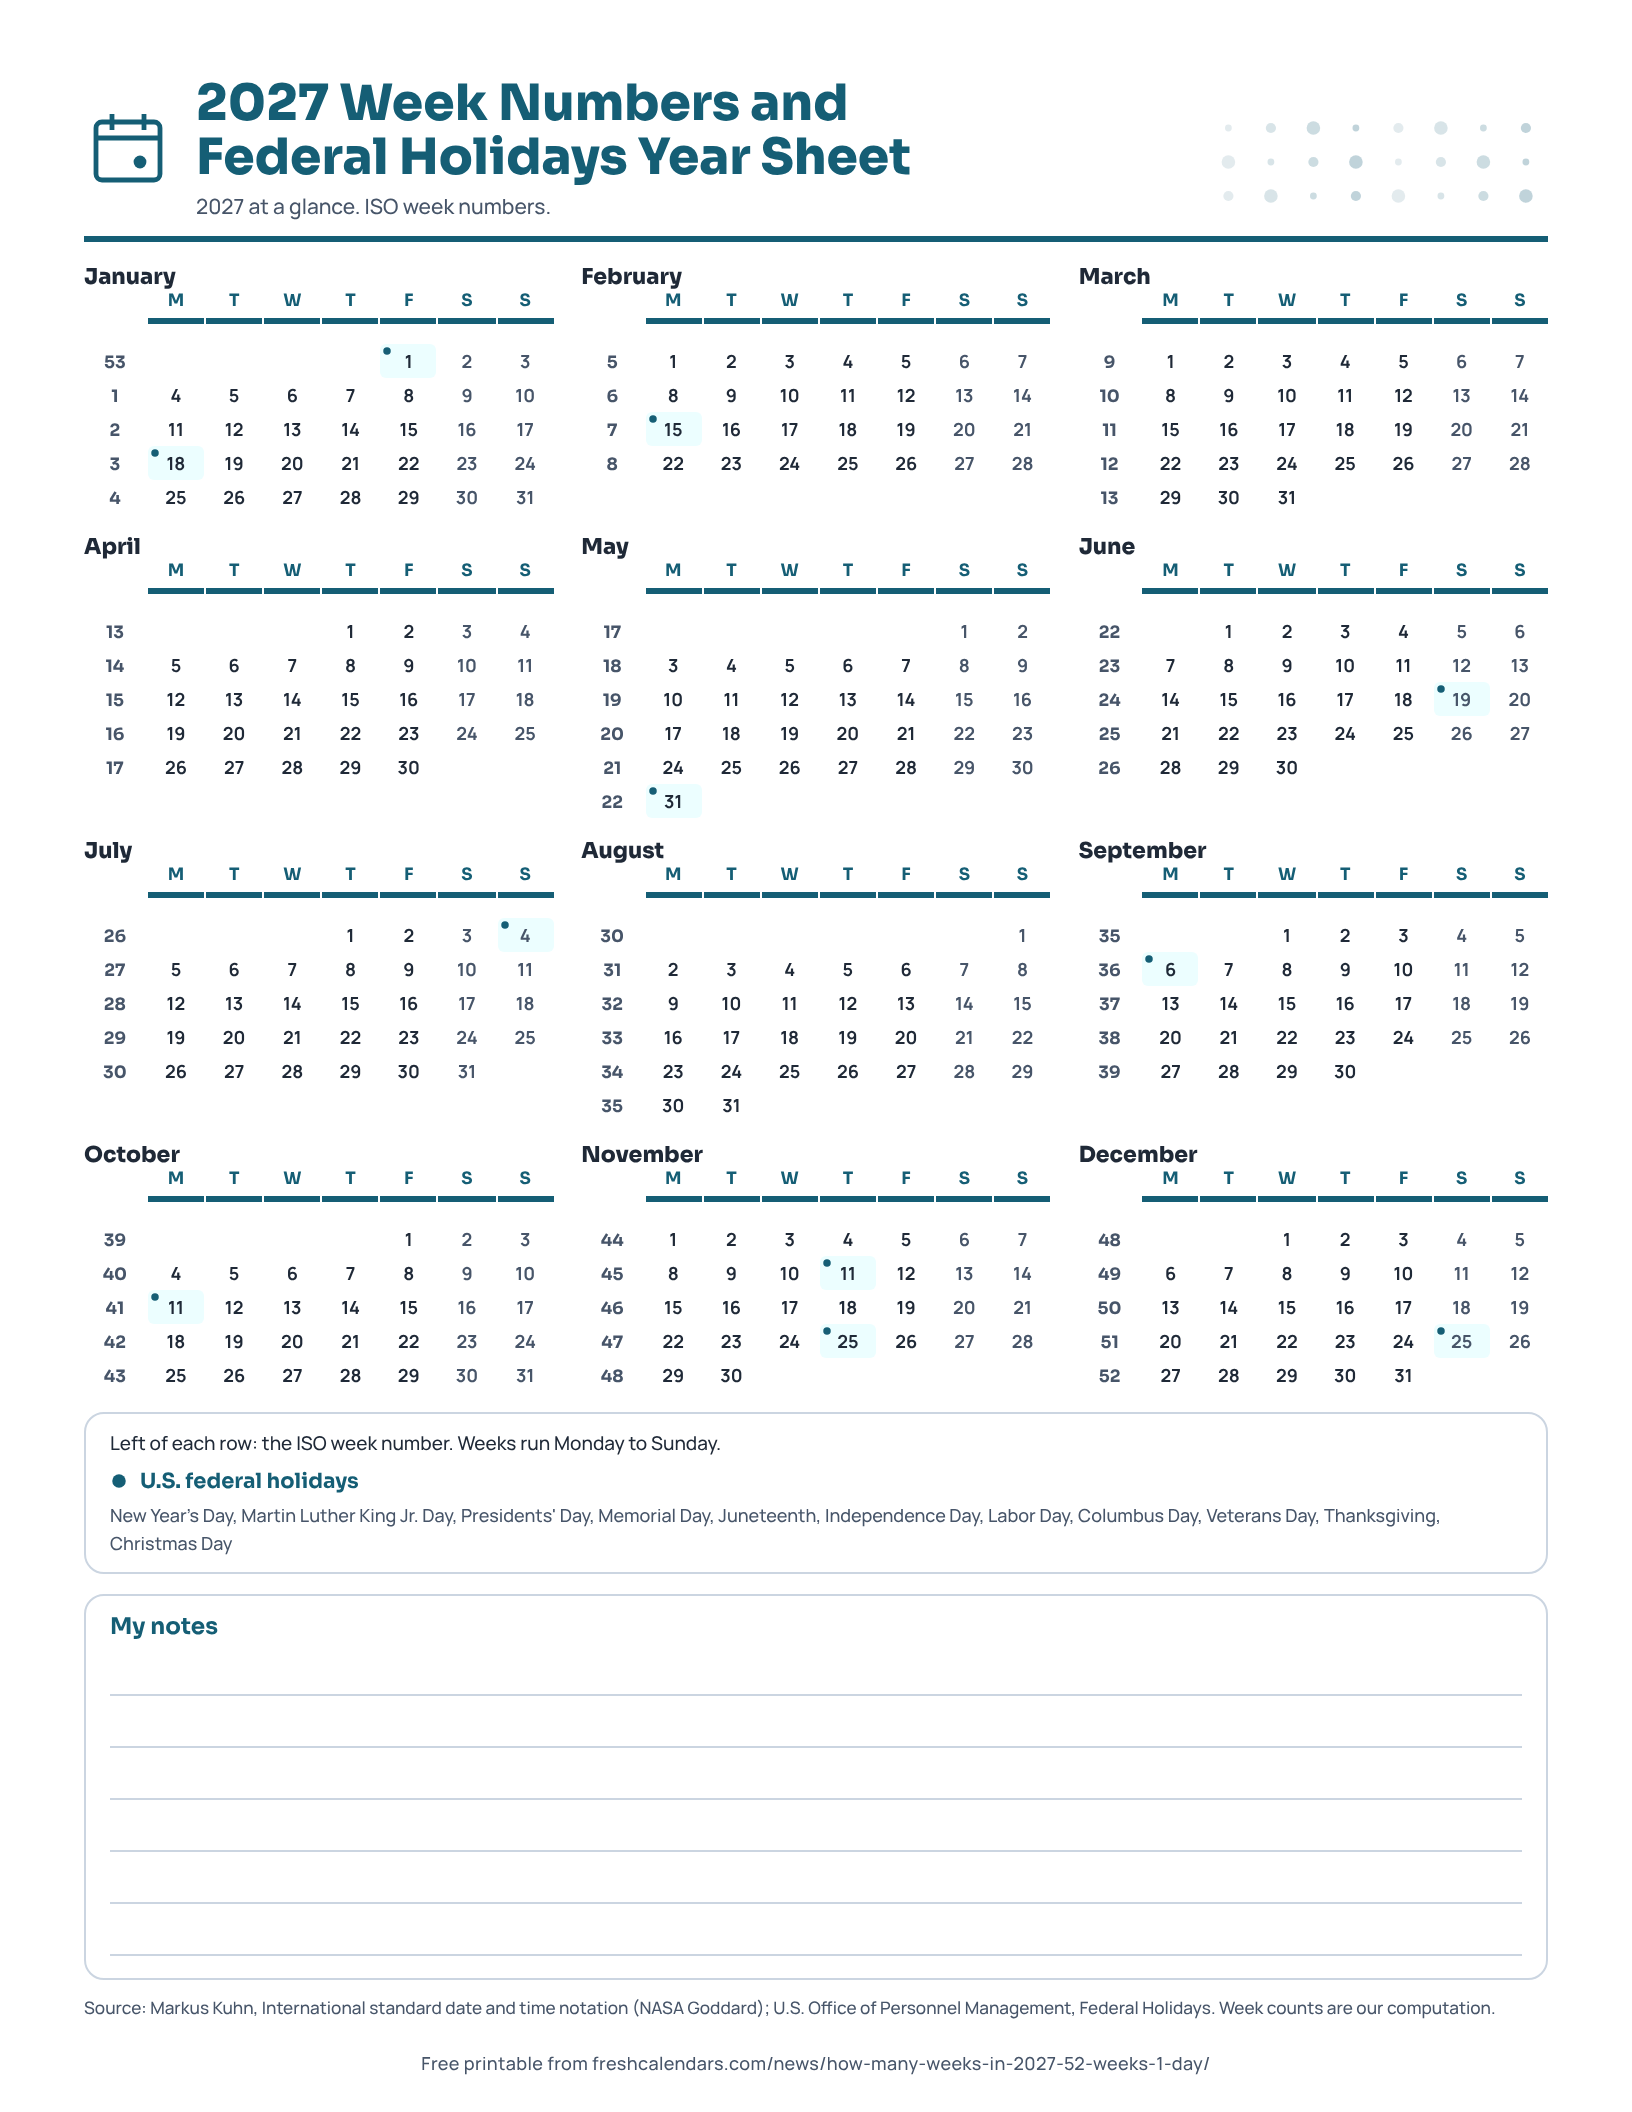 2027 Week Numbers and
Federal Holidays Year Sheet
2027 at a glance. ISO week numbers.
January
M T W T F S S
53 1 2 3
1 4 5 6 7 8 9 10
2 11 12 13 14 15 16 17
3 18 19 20 21 22 23 24
4 25 26 27 28 29 30 31
February
M T W T F S S
5 1 2 3 4 5 6 7
6 8 9 10 11 12 13 14
7 15 16 17 18 19 20 21
8 22 23 24 25 26 27 28
March
M T W T F S S
9 1 2 3 4 5 6 7
10 8 9 10 11 12 13 14
11 15 16 17 18 19 20 21
12 22 23 24 25 26 27 28
13 29 30 31
April
M T W T F S S
13 1 2 3 4
14 5 6 7 8 9 10 11
15 12 13 14 15 16 17 18
16 19 20 21 22 23 24 25
17 26 27 28 29 30
May
M T W T F S S
17 1 2
18 3 4 5 6 7 8 9
19 10 11 12 13 14 15 16
20 17 18 19 20 21 22 23
21 24 25 26 27 28 29 30
22 31
June
M T W T F S S
22 1 2 3 4 5 6
23 7 8 9 10 11 12 13
24 14 15 16 17 18 19 20
25 21 22 23 24 25 26 27
26 28 29 30
July
M T W T F S S
26 1 2 3 4
27 5 6 7 8 9 10 11
28 12 13 14 15 16 17 18
29 19 20 21 22 23 24 25
30 26 27 28 29 30 31
August
M T W T F S S
30 1
31 2 3 4 5 6 7 8
32 9 10 11 12 13 14 15
33 16 17 18 19 20 21 22
34 23 24 25 26 27 28 29
35 30 31
September
M T W T F S S
35 1 2 3 4 5
36 6 7 8 9 10 11 12
37 13 14 15 16 17 18 19
38 20 21 22 23 24 25 26
39 27 28 29 30
October
M T W T F S S
39 1 2 3
40 4 5 6 7 8 9 10
41 11 12 13 14 15 16 17
42 18 19 20 21 22 23 24
43 25 26 27 28 29 30 31
November
M T W T F S S
44 1 2 3 4 5 6 7
45 8 9 10 11 12 13 14
46 15 16 17 18 19 20 21
47 22 23 24 25 26 27 28
48 29 30
December
M T W T F S S
48 1 2 3 4 5
49 6 7 8 9 10 11 12
50 13 14 15 16 17 18 19
51 20 21 22 23 24 25 26
52 27 28 29 30 31
Left of each row: the ISO week number. Weeks run Monday to Sunday.
U.S. federal holidays
New Year's Day, Martin Luther King Jr. Day, Presidents' Day, Memorial Day, Juneteenth, Independence Day, Labor Day, Columbus Day, Veterans Day, Thanksgiving,
Christmas Day
My notes
Source: Markus Kuhn, International standard date and time notation (NASA Goddard); U.S. Office of Personnel Management, Federal Holidays. Week counts are our computation.
Free printable from freshcalendars.com/news/how-many-weeks-in-2027-52-weeks-1-day/